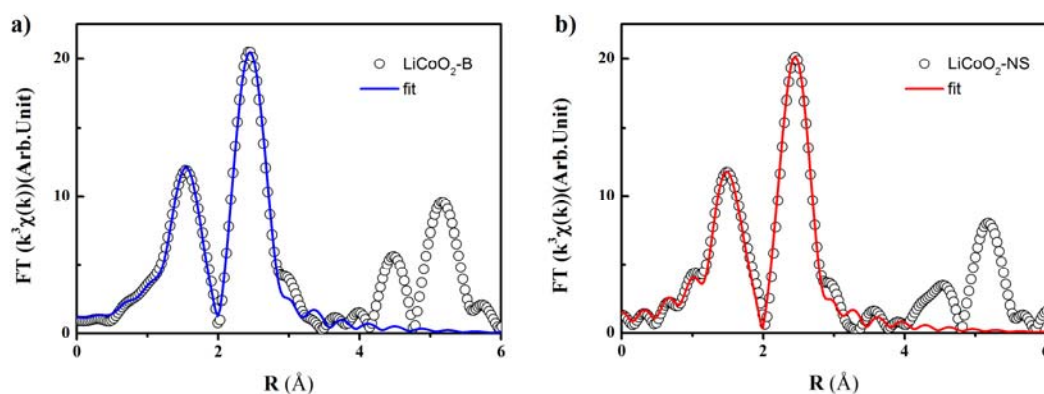 a)
FT (k³χ(k))(Arb.Unit)
20
10
0
LiCoO₂-B
fit
0 2 4 6
R (Å)
b)
FT (k³χ(k))(Arb.Unit)
20
10
0
LiCoO₂-NS
fit
0 2 4 6
R (Å)